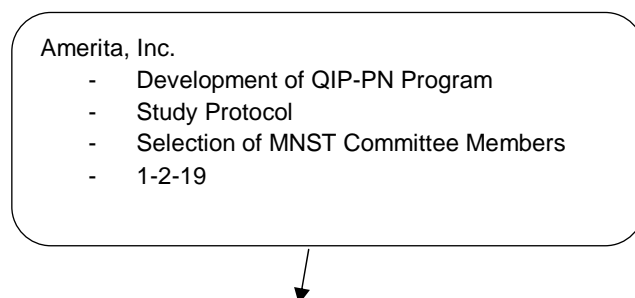 Amerita, Inc.
- Development of QIP-PN Program
- Study Protocol
- Selection of MNST Committee Members
- 1-2-19